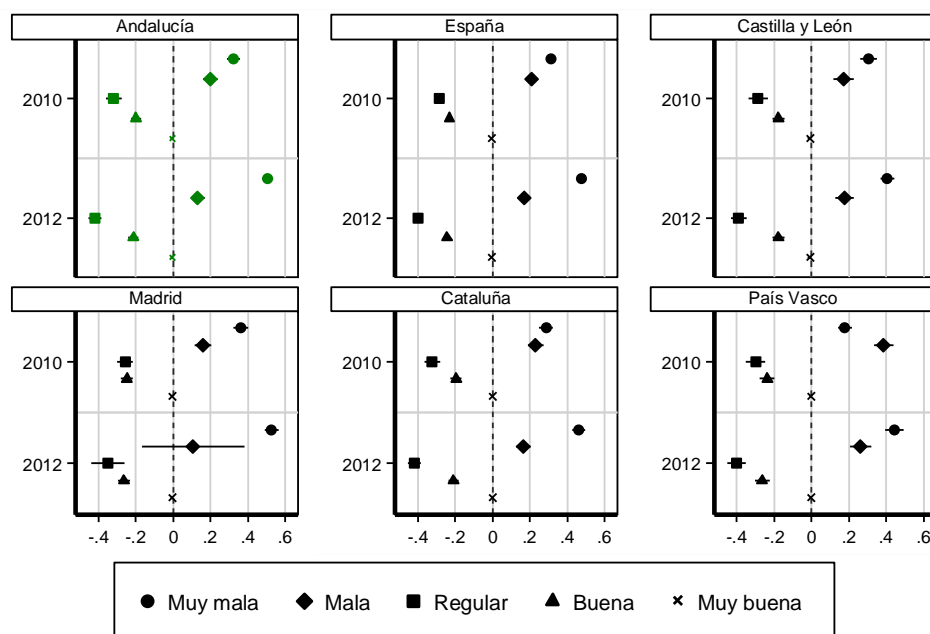 Andalucía España Castilla y León
2010 2010 2010
2012 2012 2012
Madrid Cataluña País Vasco
2010 2010 2010
2012 2012 2012
-.4 -.2 0 .2 .4 .6 -.4 -.2 0 .2 .4 .6 -.4 -.2 0 .2 .4 .6
Muy mala Mala Regular Buena Muy buena